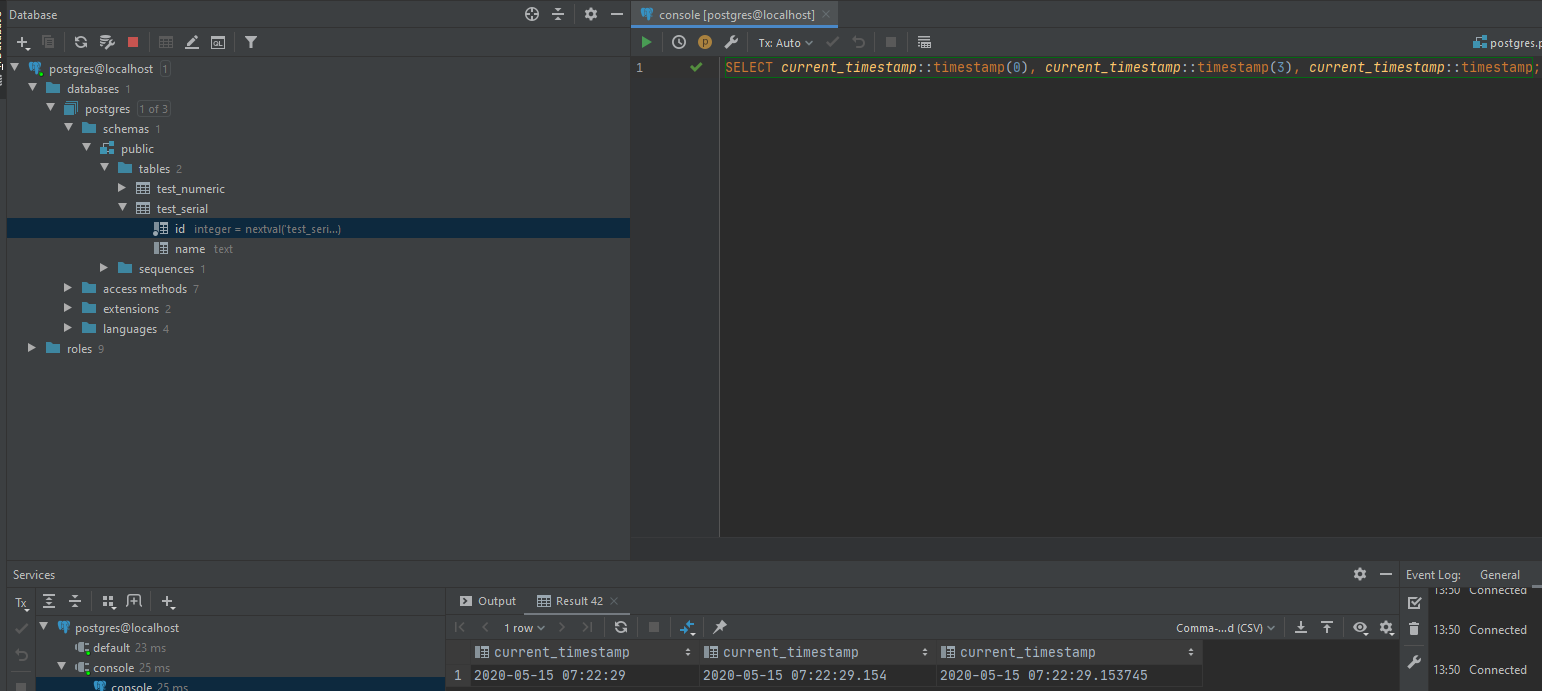 Database
console [postgres@localhost]
Tx: Auto
postgres.p
postgres@localhost 1
databases 1
postgres 1 of 3
schemas 1
public
tables 2
test_numeric
test_serial
id integer = nextval('test_seri...)
name text
sequences 1
access methods 7
extensions 2
languages 4
roles 9
1 SELECT current_timestamp::timestamp(0), current_timestamp::timestamp(3), current_timestamp::timestamp;
Services
Event Log: General
Tx
postgres@localhost
default 23 ms
console 25 ms
console 25 ms
Output Result 42
1 row
Comma-...d (CSV)
current_timestamp current_timestamp current_timestamp
1 2020-05-15 07:22:29 2020-05-15 07:22:29.154 2020-05-15 07:22:29.153745
13:50 Connected
13:50 Connected
13:50 Connected